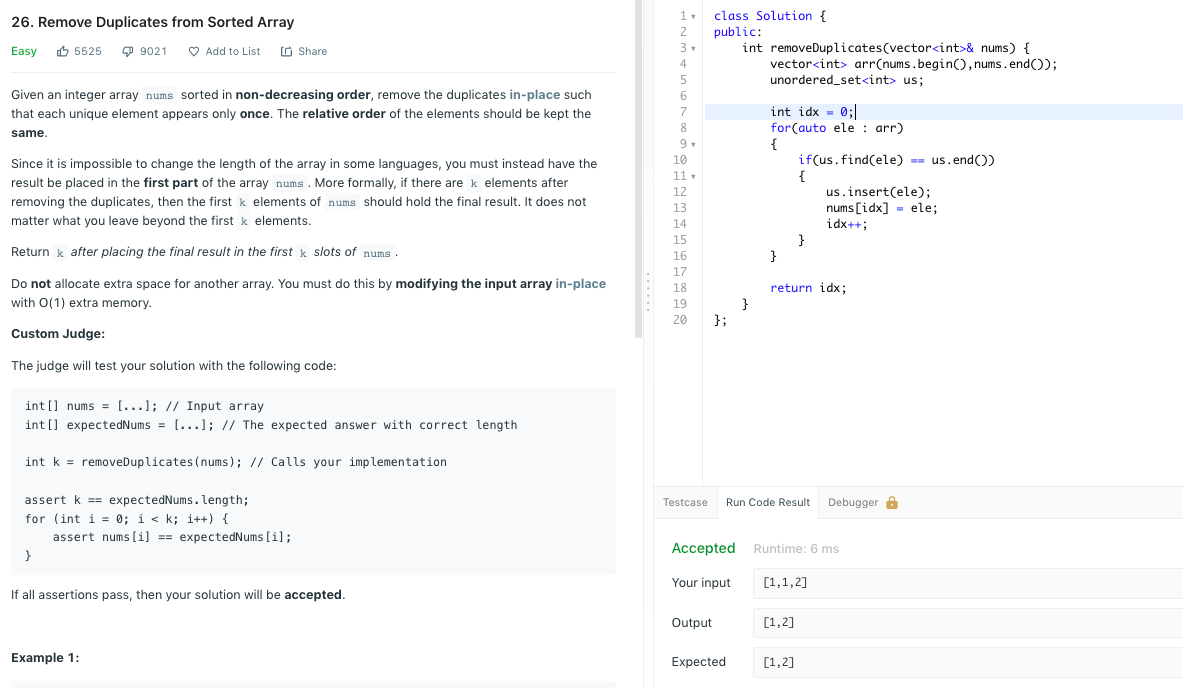 26. Remove Duplicates from Sorted Array
Easy 5525 9021 Add to List Share
Given an integer array nums sorted in non-decreasing order, remove the duplicates in-place such
that each unique element appears only once. The relative order of the elements should be kept the
same.
Since it is impossible to change the length of the array in some languages, you must instead have the
result be placed in the first part of the array nums. More formally, if there are k elements after
removing the duplicates, then the first k elements of nums should hold the final result. It does not
matter what you leave beyond the first k elements.
Return k after placing the final result in the first k slots of nums.
Do not allocate extra space for another array. You must do this by modifying the input array in-place
with O(1) extra memory.
Custom Judge:
The judge will test your solution with the following code:
int[] nums = [...]; // Input array
int[] expectedNums = [...]; // The expected answer with correct length
int k = removeDuplicates(nums); // Calls your implementation
assert k == expectedNums.length;
for (int i = 0; i < k; i++) {
    assert nums[i] == expectedNums[i];
}
If all assertions pass, then your solution will be accepted.
Example 1:
1 class Solution {
2 public:
3     int removeDuplicates(vector<int>& nums) {
4         vector<int> arr(nums.begin(),nums.end());
5         unordered_set<int> us;
6
7         int idx = 0;
8         for(auto ele : arr)
9         {
10             if(us.find(ele) == us.end())
11             {
12                 us.insert(ele);
13                 nums[idx] = ele;
14                 idx++;
15             }
16         }
17
18         return idx;
19     }
20 };
Testcase Run Code Result Debugger
Accepted Runtime: 6 ms
Your input [1,1,2]
Output [1,2]
Expected [1,2]